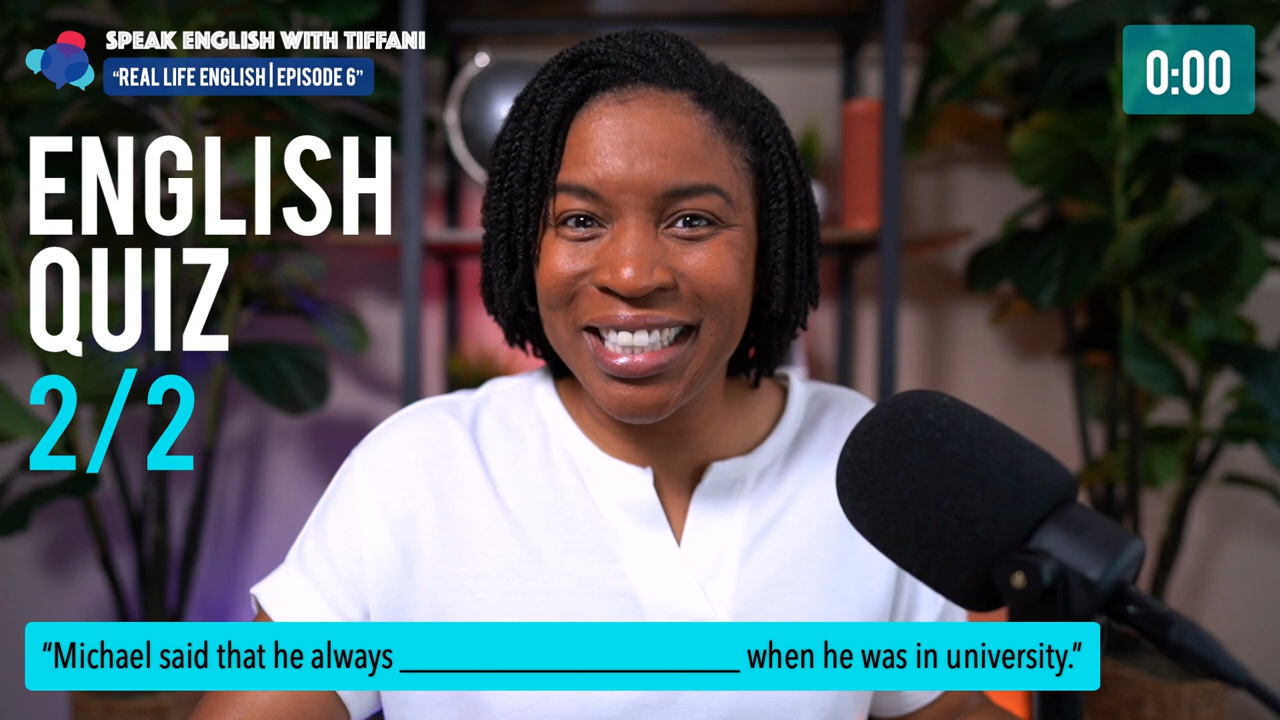 SPEAK ENGLISH WITH TIFFANI
“REAL LIFE ENGLISH | EPISODE 6”
0:00
ENGLISH
QUIZ
2/2
“Michael said that he always ____________________ when he was in university.“